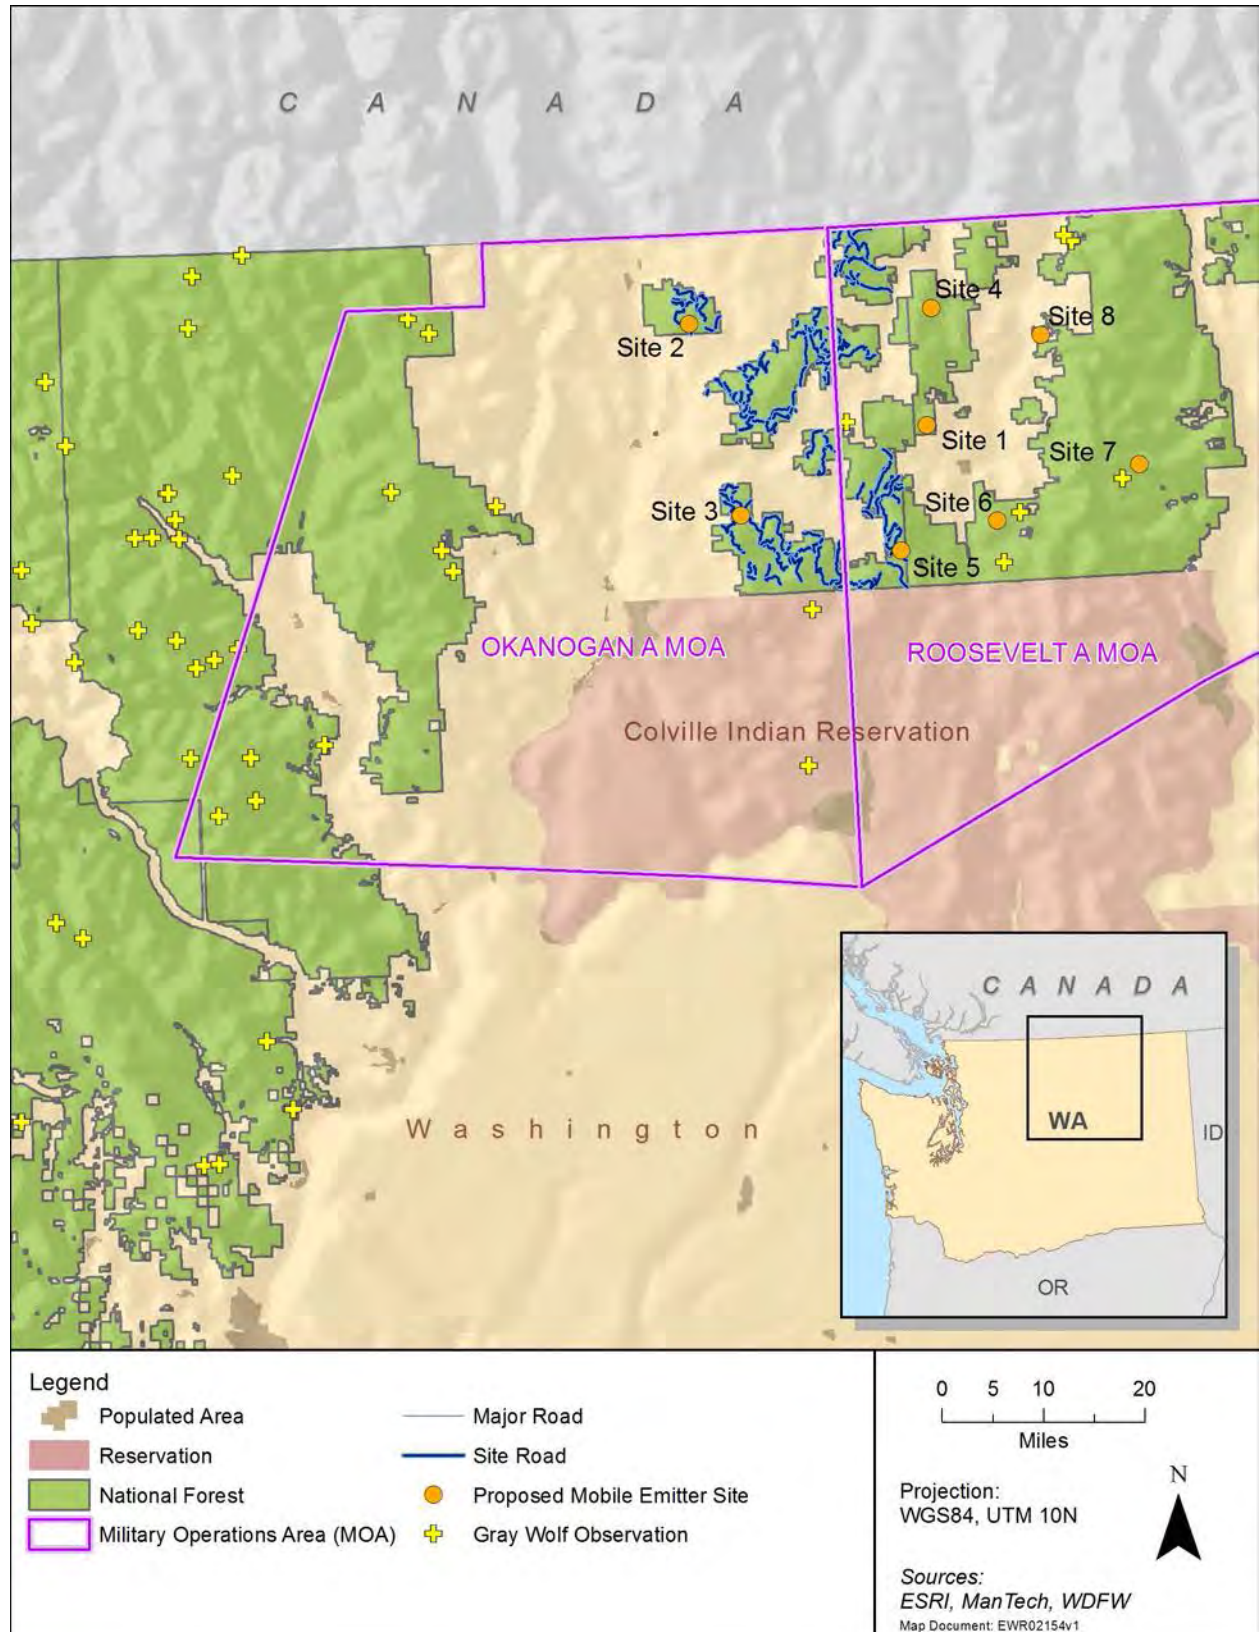 C A N A D A
Site 4
Site 8
Site 2
Site 1
Site 7
Site 3
Site 6
Site 5
OKANOGAN A MOA
ROOSEVELT A MOA
Colville Indian Reservation
Washington
C A N A D A
WA
ID
OR
Legend
Populated Area
Reservation
National Forest
Military Operations Area (MOA)
Major Road
Site Road
Proposed Mobile Emitter Site
Gray Wolf Observation
0 5 10 20
Miles
Projection:
WGS84, UTM 10N
N
Sources:
ESRI, ManTech, WDFW
Map Document: EWR02154v1